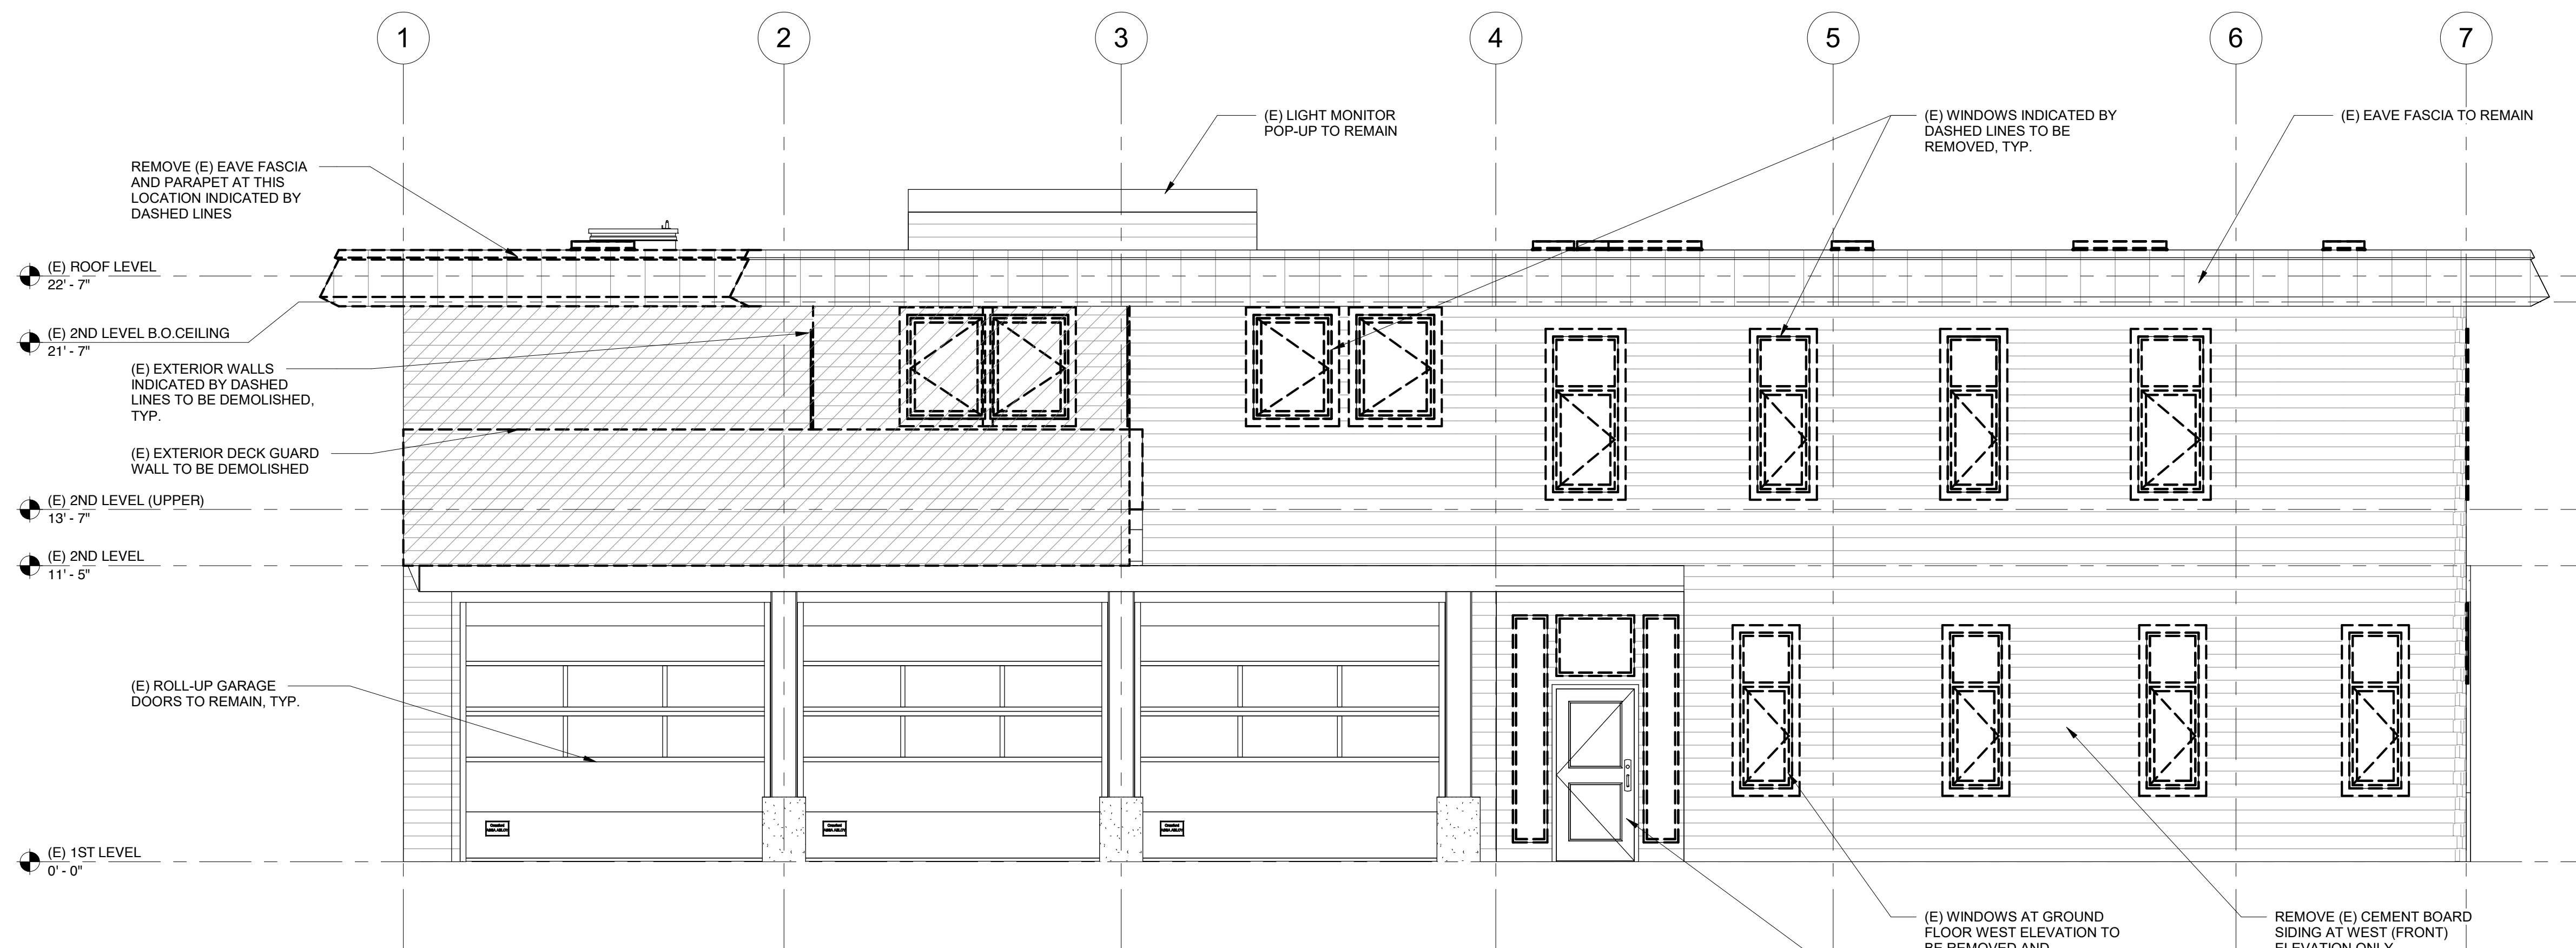 1
2
3
4
5
6
7
(E) LIGHT MONITOR
POP-UP TO REMAIN
(E) WINDOWS INDICATED BY
DASHED LINES TO BE
REMOVED, TYP.
(E) EAVE FASCIA TO REMAIN
REMOVE (E) EAVE FASCIA
AND PARAPET AT THIS
LOCATION INDICATED BY
DASHED LINES
(E) ROOF LEVEL
22' - 7"
(E) 2ND LEVEL B.O.CEILING
21' - 7"
(E) EXTERIOR WALLS
INDICATED BY DASHED
LINES TO BE DEMOLISHED,
TYP.
(E) EXTERIOR DECK GUARD
WALL TO BE DEMOLISHED
(E) 2ND LEVEL (UPPER)
13' - 7"
(E) 2ND LEVEL
11' - 5"
(E) ROLL-UP GARAGE
DOORS TO REMAIN, TYP.
(E) 1ST LEVEL
0' - 0"
(E) WINDOWS AT GROUND
FLOOR WEST ELEVATION TO
BE REMOVED AND
REMOVE (E) CEMENT BOARD
SIDING AT WEST (FRONT)
ELEVATION ONLY